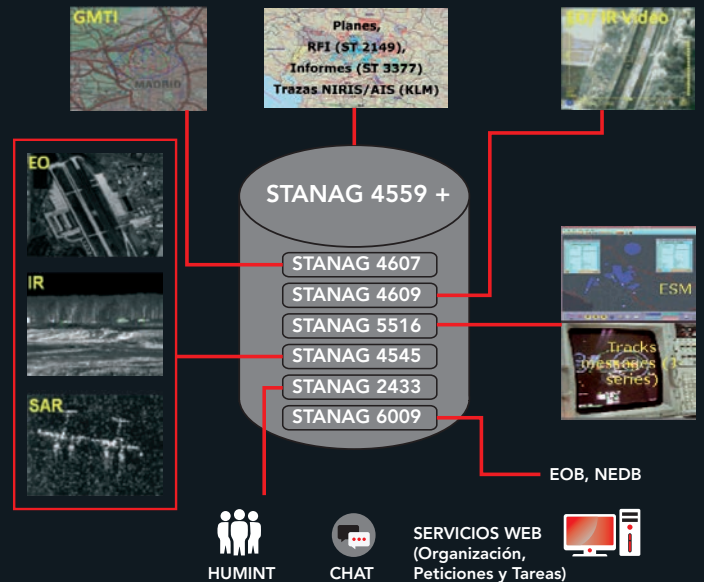 GMTI
MADRID
Planes,
RFI (ST 2149),
Informes (ST 3377)
Trazas NIRIS/AIS (KLM)
EO/ IR Video
EO
IR
SAR
STANAG 4559 +
STANAG 4607
STANAG 4609
STANAG 5516
STANAG 4545
STANAG 2433
STANAG 6009
ESM
Tracks
messages (J
series)
EOB, NEDB
HUMINT
CHAT
SERVICIOS WEB
(Organización,
Peticiones y Tareas)